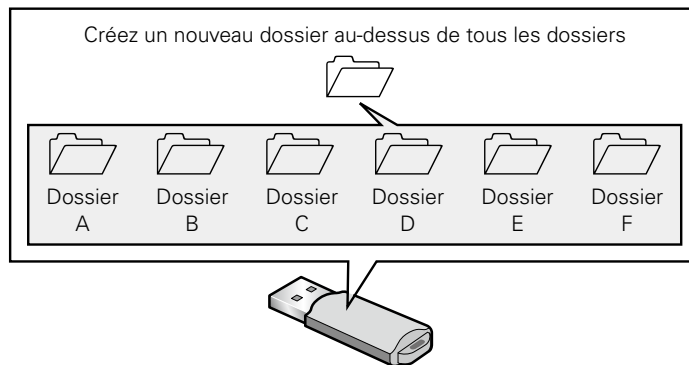 Créez un nouveau dossier au-dessus de tous les dossiers
Dossier A
Dossier B
Dossier C
Dossier D
Dossier E
Dossier F